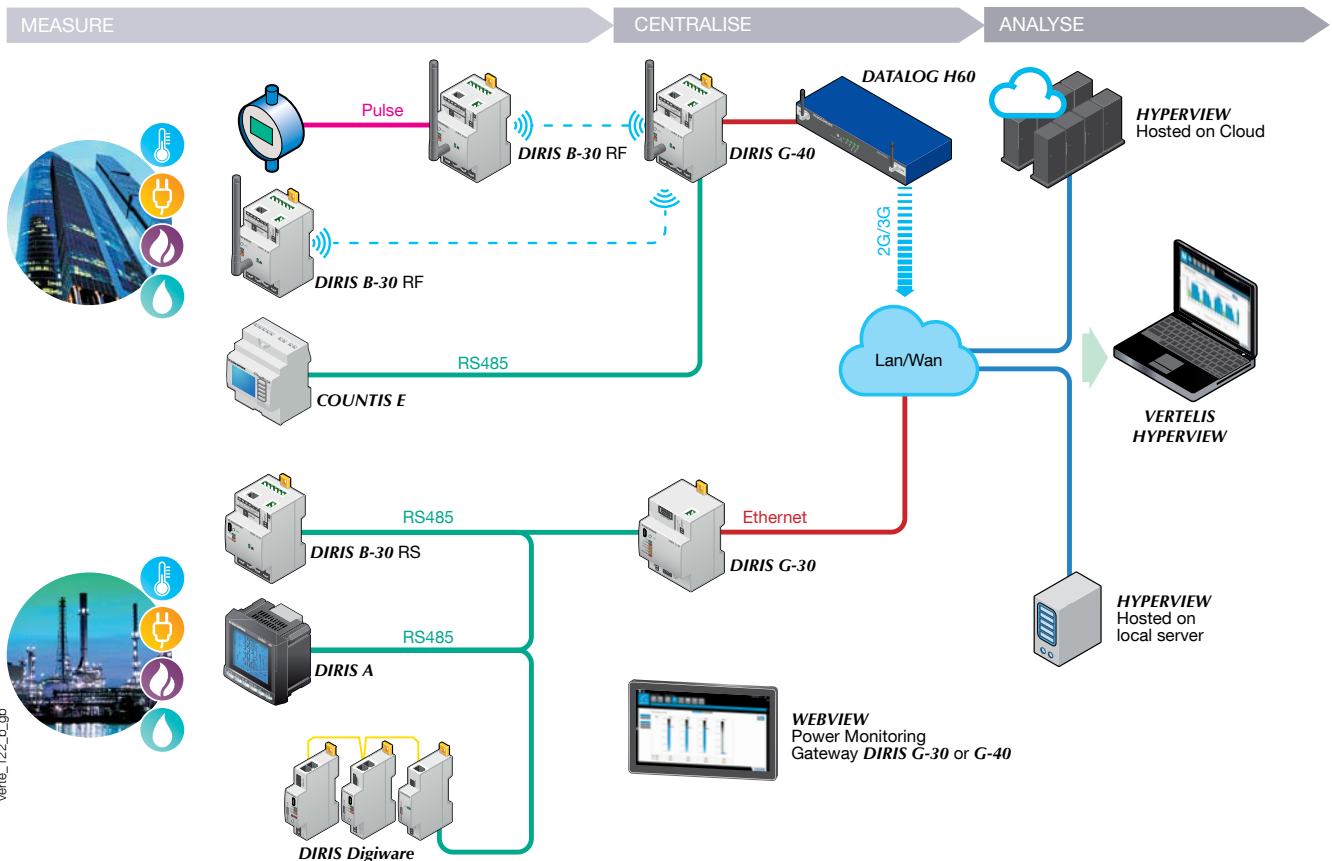 MEASURE
CENTRALISE
ANALYSE
Pulse
DIRIS B-30 RF
DIRIS G-40
DATALOG H60
HYPERVIEW
Hosted on Cloud
2G/3G
DIRIS B-30 RF
RS485
COUNTIS E
Lan/Wan
VERTELIS
HYPERVIEW
RS485
DIRIS B-30 RS
Ethernet
DIRIS G-30
RS485
DIRIS A
HYPERVIEW
Hosted on
local server
WEBVIEW
Power Monitoring
Gateway DIRIS G-30 or G-40
DIRIS Digiware
verte_122_b_gb